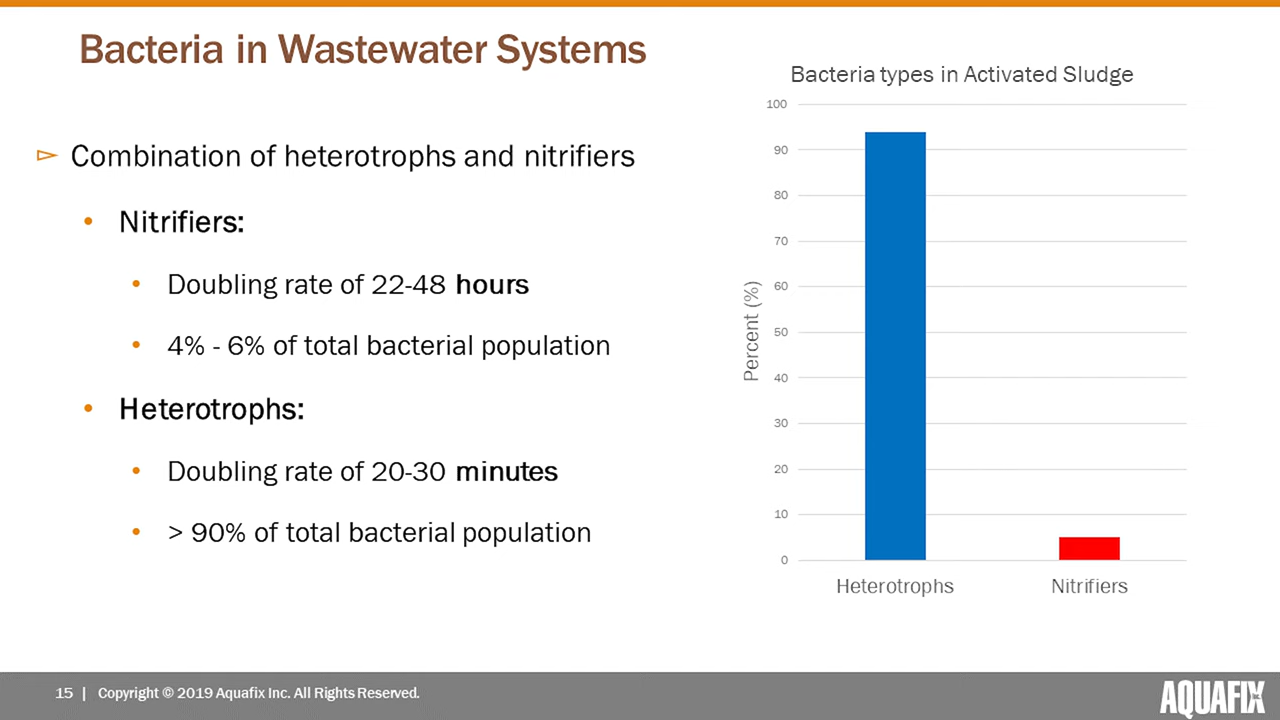 Bacteria in Wastewater Systems
Combination of heterotrophs and nitrifiers
Nitrifiers:
Doubling rate of 22-48 hours
4% - 6% of total bacterial population
Heterotrophs:
Doubling rate of 20-30 minutes
> 90% of total bacterial population
Bacteria types in Activated Sludge
Percent (%)
100
90
80
70
60
50
40
30
20
10
0
Heterotrophs
Nitrifiers
15 | Copyright © 2019 Aquafix Inc. All Rights Reserved.
AQUAFIX